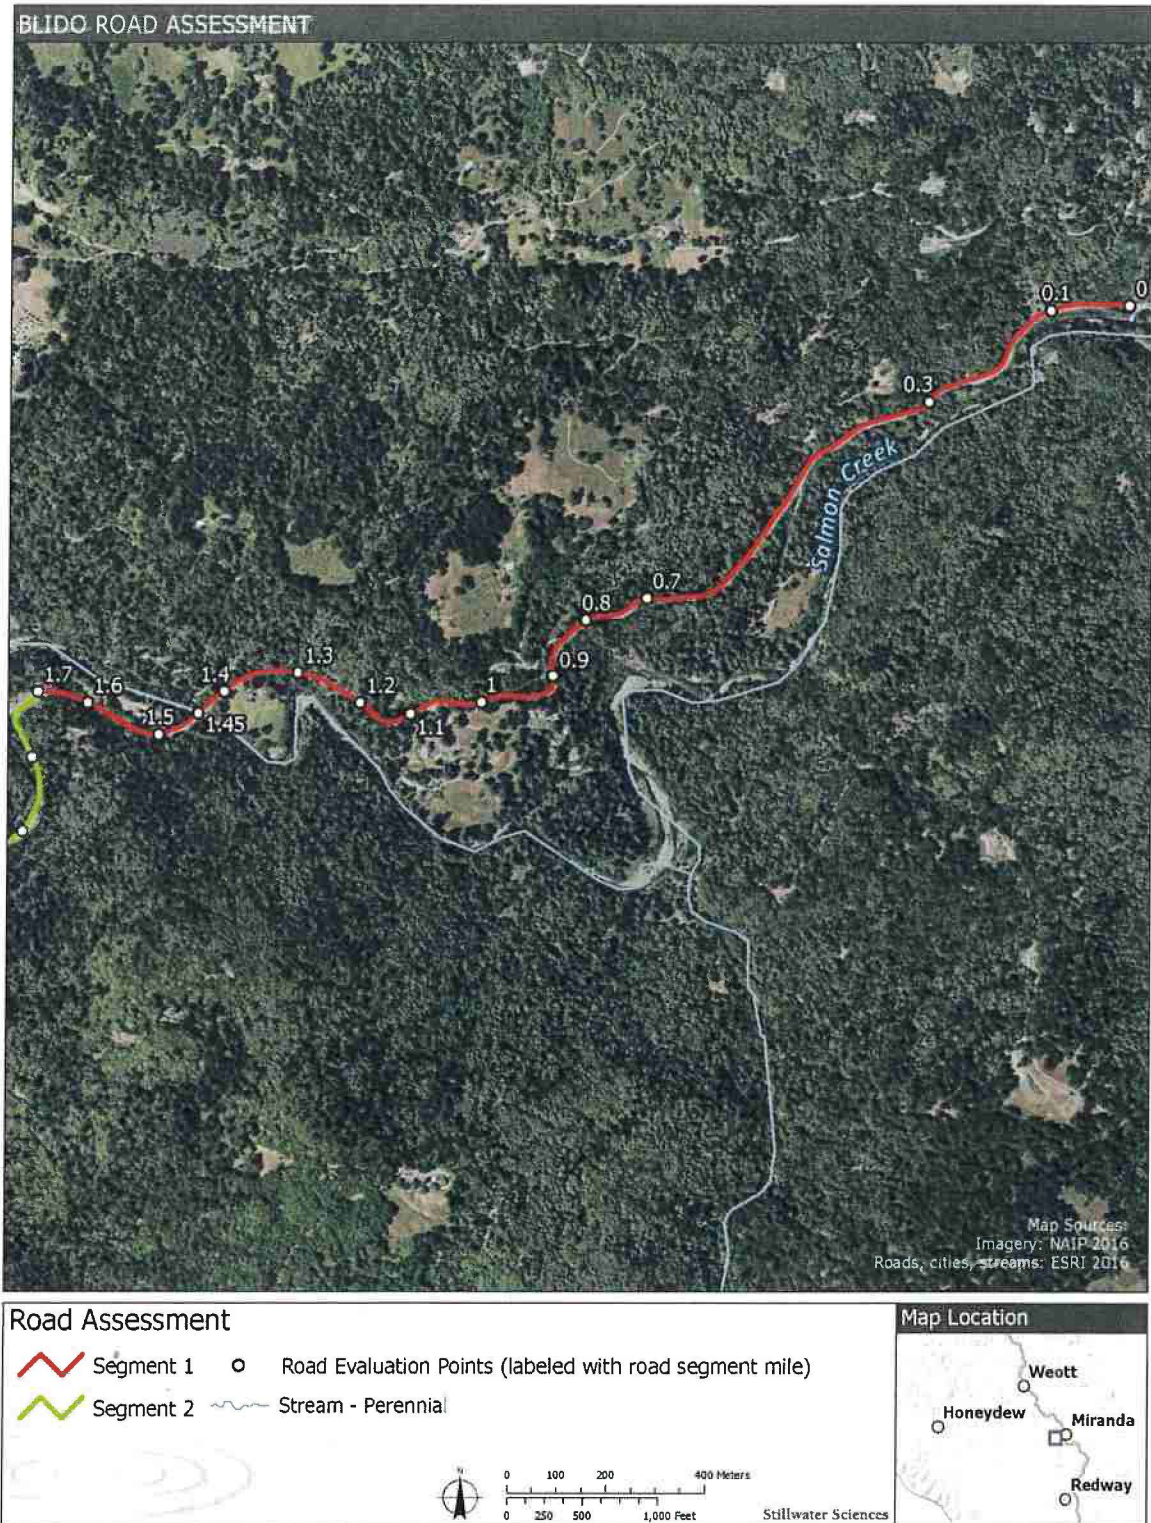 BLIDO ROAD ASSESSMENT
0
0.1
0.3
Salmon Creek
0.7
0.8
0.9
1
1.1
1.2
1.3
1.4
1.45
1.5
1.6
1.7
Map Sources:
Imagery: NAIP 2016
Roads, cities, streams: ESRI 2016
Road Assessment
Segment 1
Road Evaluation Points (labeled with road segment mile)
Segment 2
Stream - Perennial
N
0 100 200 400 Meters
0 250 500 1,000 Feet
Stillwater Sciences
Map Location
Weott
Honeydew
Miranda
Redway